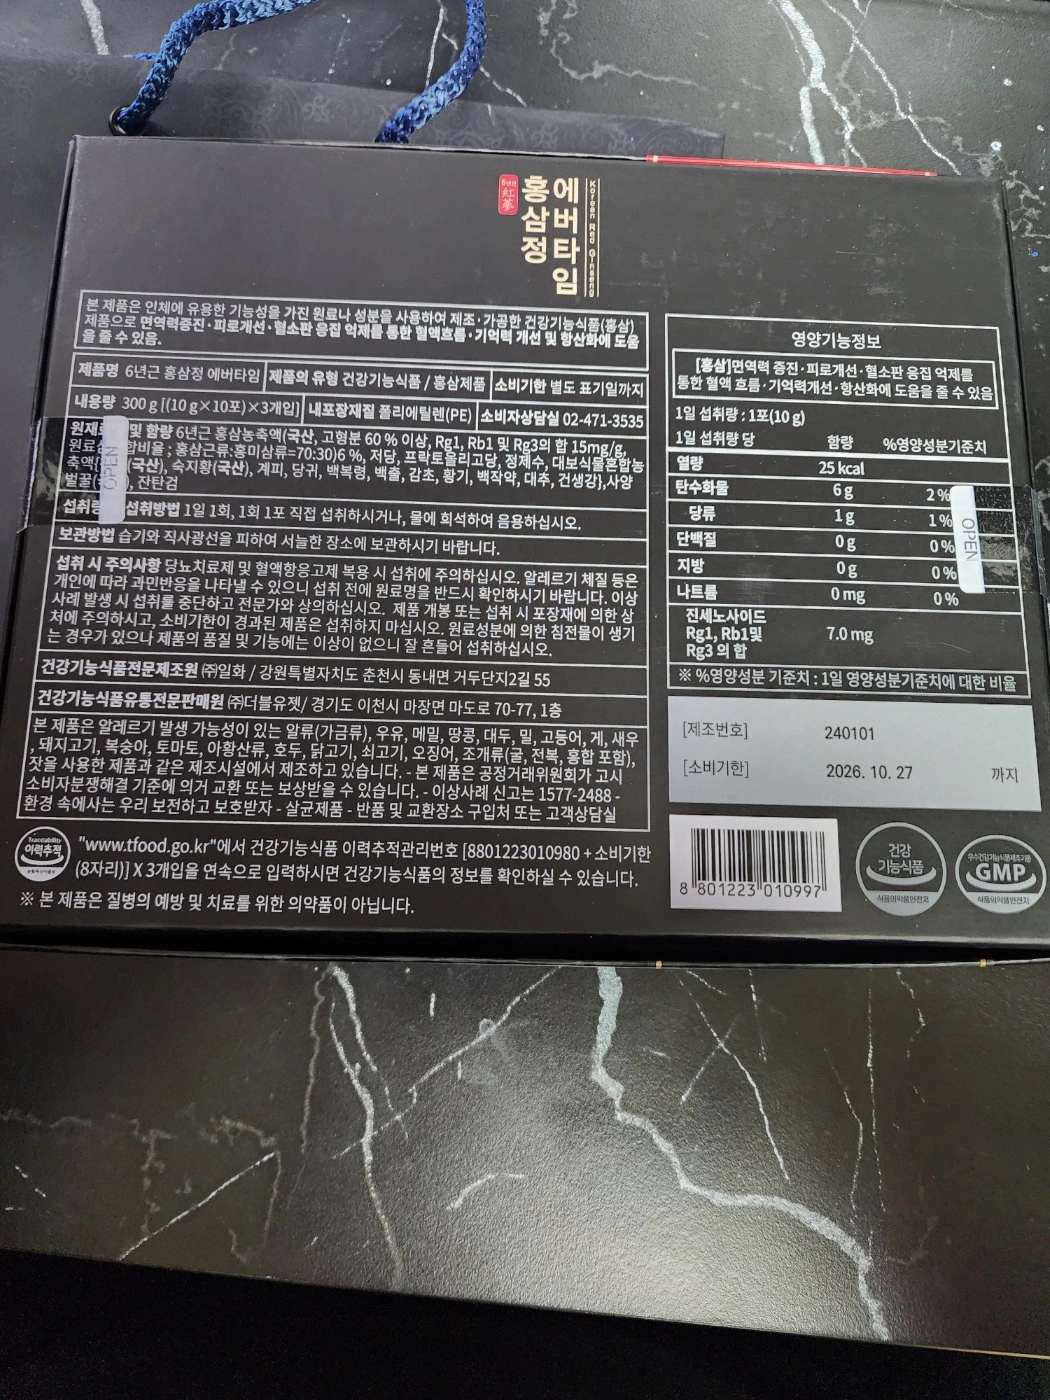 에버타임
홍삼정
6년근 紅蔘
Korean Red Ginseng
본 제품은 인체에 유용한 기능성을 가진 원료나 성분을 사용하여 제조·가공한 건강기능식품(홍삼)
제품으로 면역력증진·피로개선·혈소판 응집 억제를 통한 혈액흐름·기억력 개선 및 항산화에 도움
을 줄 수 있음.
제품명 6년근 홍삼정 에버타임 제품의 유형 건강기능식품 / 홍삼제품 소비기한 별도 표기일까지
내용량 300 g [(10 g×10포)×3개입] 내포장재질 폴리에틸렌(PE) 소비자상담실 02-471-3535
및 함량 6년근 홍삼농축액(국산, 고형분 60 % 이상, Rg1, Rb1 및 Rg3의 합 15mg/g,
합비율 ; 홍삼근류:홍미삼류=70:30)6 %, 저당, 프락토올리고당, 정제수, 대보식물혼합농
축액( (국산), 숙지황(국산), 계피, 당귀, 백복령, 백출, 감초, 황기, 백작약, 대추, 건생강),사양
벌꿀( ), 잔탄검
섭취방법 1일 1회, 1회 1포 직접 섭취하시거나, 물에 희석하여 음용하십시오.
보관방법 습기와 직사광선을 피하여 서늘한 장소에 보관하시기 바랍니다.
섭취 시 주의사항 당뇨치료제 및 혈액항응고제 복용 시 섭취에 주의하십시오. 알레르기 체질 등은
개인에 따라 과민반응을 나타낼 수 있으니 섭취 전에 원료명을 반드시 확인하시기 바랍니다. 이상
사례 발생 시 섭취를 중단하고 전문가와 상의하십시오. 제품 개봉 또는 섭취 시 포장재에 의한 상
처에 주의하시고, 소비기한이 경과된 제품은 섭취하지 마십시오. 원료성분에 의한 침전물이 생기
는 경우가 있으나 제품의 품질 및 기능에는 이상이 없으니 잘 흔들어 섭취하십시오.
건강기능식품전문제조원 ㈜일화 / 강원특별자치도 춘천시 동내면 거두단지2길 55
건강기능식품유통전문판매원 ㈜더블유젯/ 경기도 이천시 마장면 마도로 70-77, 1층
본 제품은 알레르기 발생 가능성이 있는 알류(가금류), 우유, 메밀, 땅콩, 대두, 밀, 고등어, 게, 새우
, 돼지고기, 복숭아, 토마토, 아황산류, 호두, 닭고기, 쇠고기, 오징어, 조개류(굴, 전복, 홍합 포함),
잣을 사용한 제품과 같은 제조시설에서 제조하고 있습니다. - 본 제품은 공정거래위원회가 고시
소비자분쟁해결 기준에 의거 교환 또는 보상받을 수 있습니다. - 이상사례 신고는 1577-2488 -
환경 속에사는 우리 보전하고 보호받자 - 살균제품 - 반품 및 교환장소 구입처 또는 고객상담실
Traceability
이력추적
"www.tfood.go.kr"에서 건강기능식품 이력추적관리번호 [8801223010980 + 소비기한
(8자리)] X 3개입을 연속으로 입력하시면 건강기능식품의 정보를 확인하실 수 있습니다.
※ 본 제품은 질병의 예방 및 치료를 위한 의약품이 아닙니다.
OPEN
영양기능정보
[홍삼]면역력 증진·피로개선·혈소판 응집 억제를
통한 혈액 흐름·기억력개선·항산화에 도움을 줄 수 있음
1일 섭취량 : 1포(10 g)
1일 섭취량 당 함량 %영양성분기준치
열량 25 kcal
탄수화물 6 g 2 %
당류 1 g 1 %
단백질 0 g 0 %
지방 0 g 0 %
나트륨 0 mg 0 %
진세노사이드
Rg1, Rb1및 7.0 mg
Rg3 의 합
※ %영양성분 기준치 : 1일 영양성분기준치에 대한 비율
OPEN
[제조번호] 240101
[소비기한] 2026. 10. 27 까지
8 801223 010997
건강
기능식품
식품의약품안전처
우수건강기능식품제조기준
GMP
식품의약품안전처